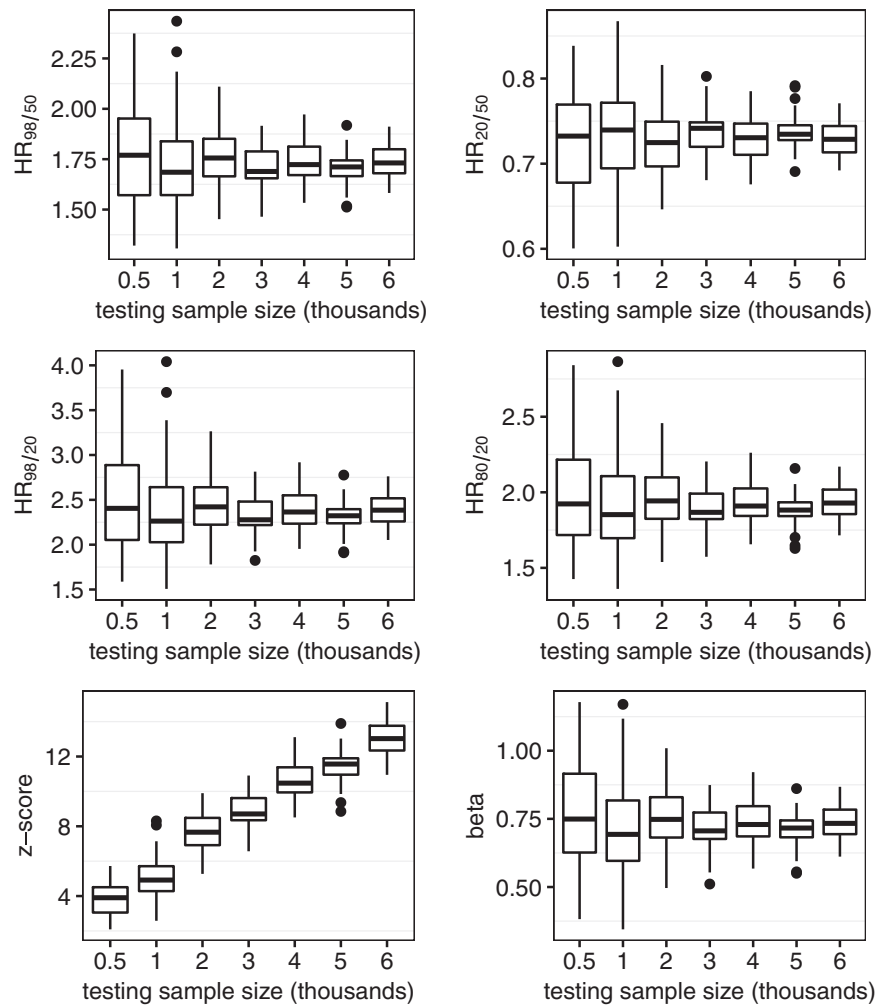 HR98/50
2.25
2.00
1.75
1.50
0.5 1 2 3 4 5 6
testing sample size (thousands)
HR20/50
0.8
0.7
0.6
0.5 1 2 3 4 5 6
testing sample size (thousands)
HR98/20
4.0
3.5
3.0
2.5
2.0
1.5
0.5 1 2 3 4 5 6
testing sample size (thousands)
HR80/20
2.5
2.0
1.5
0.5 1 2 3 4 5 6
testing sample size (thousands)
z−score
12
8
4
0.5 1 2 3 4 5 6
testing sample size (thousands)
beta
1.00
0.75
0.50
0.5 1 2 3 4 5 6
testing sample size (thousands)